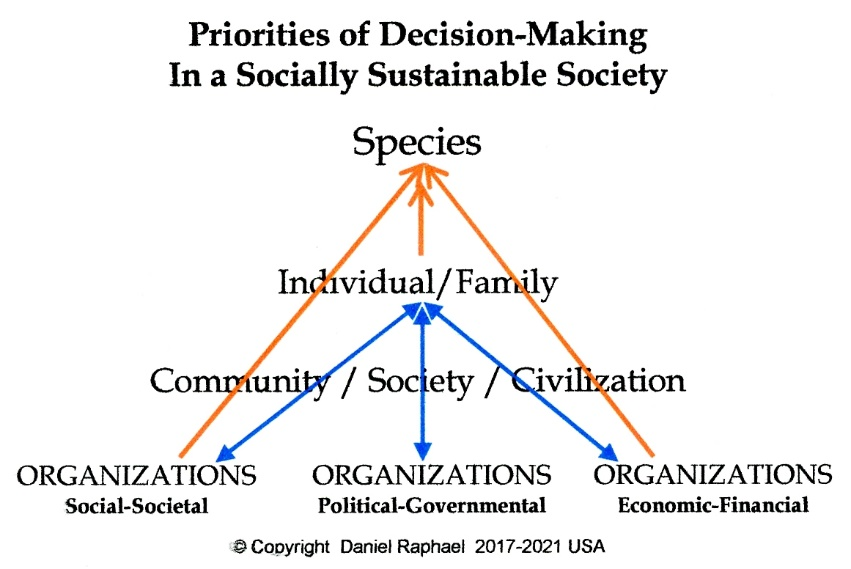 Priorities of Decision-Making
In a Socially Sustainable Society
Species
Individual/Family
Community / Society / Civilization
ORGANIZATIONS ORGANIZATIONS ORGANIZATIONS
Social-Societal Political-Governmental Economic-Financial
© Copyright Daniel Raphael 2017-2021 USA